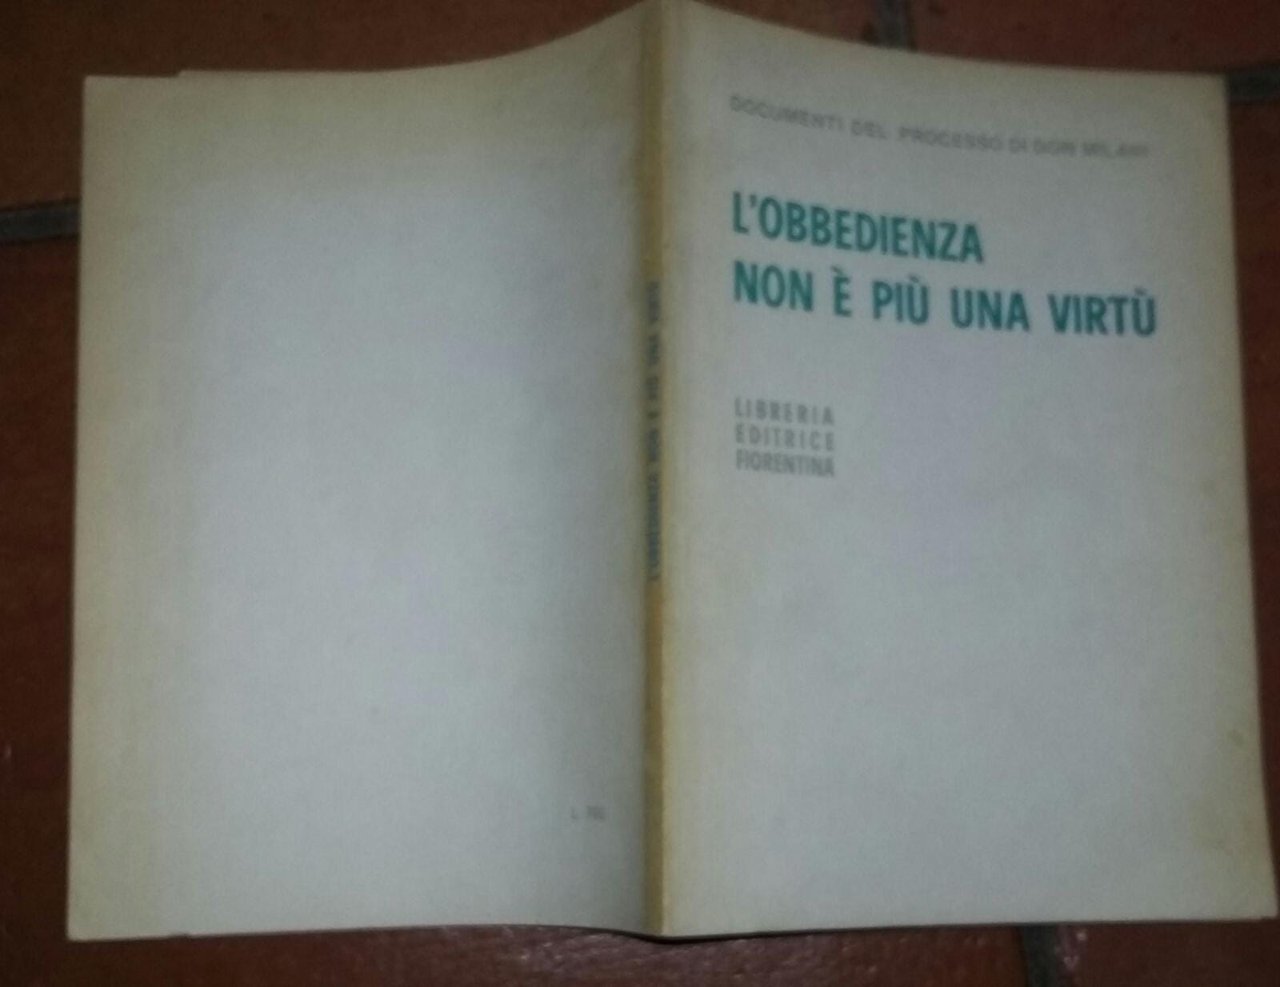 DOCUMENTI DEL PROCESSO DI DON MILANI
L'OBBEDIENZA
NON È PIÙ UNA VIRTÙ
LIBRERIA
EDITRICE
FIORENTINA
L'OBBEDIENZA NON È PIÙ UNA VIRTÙ
L.